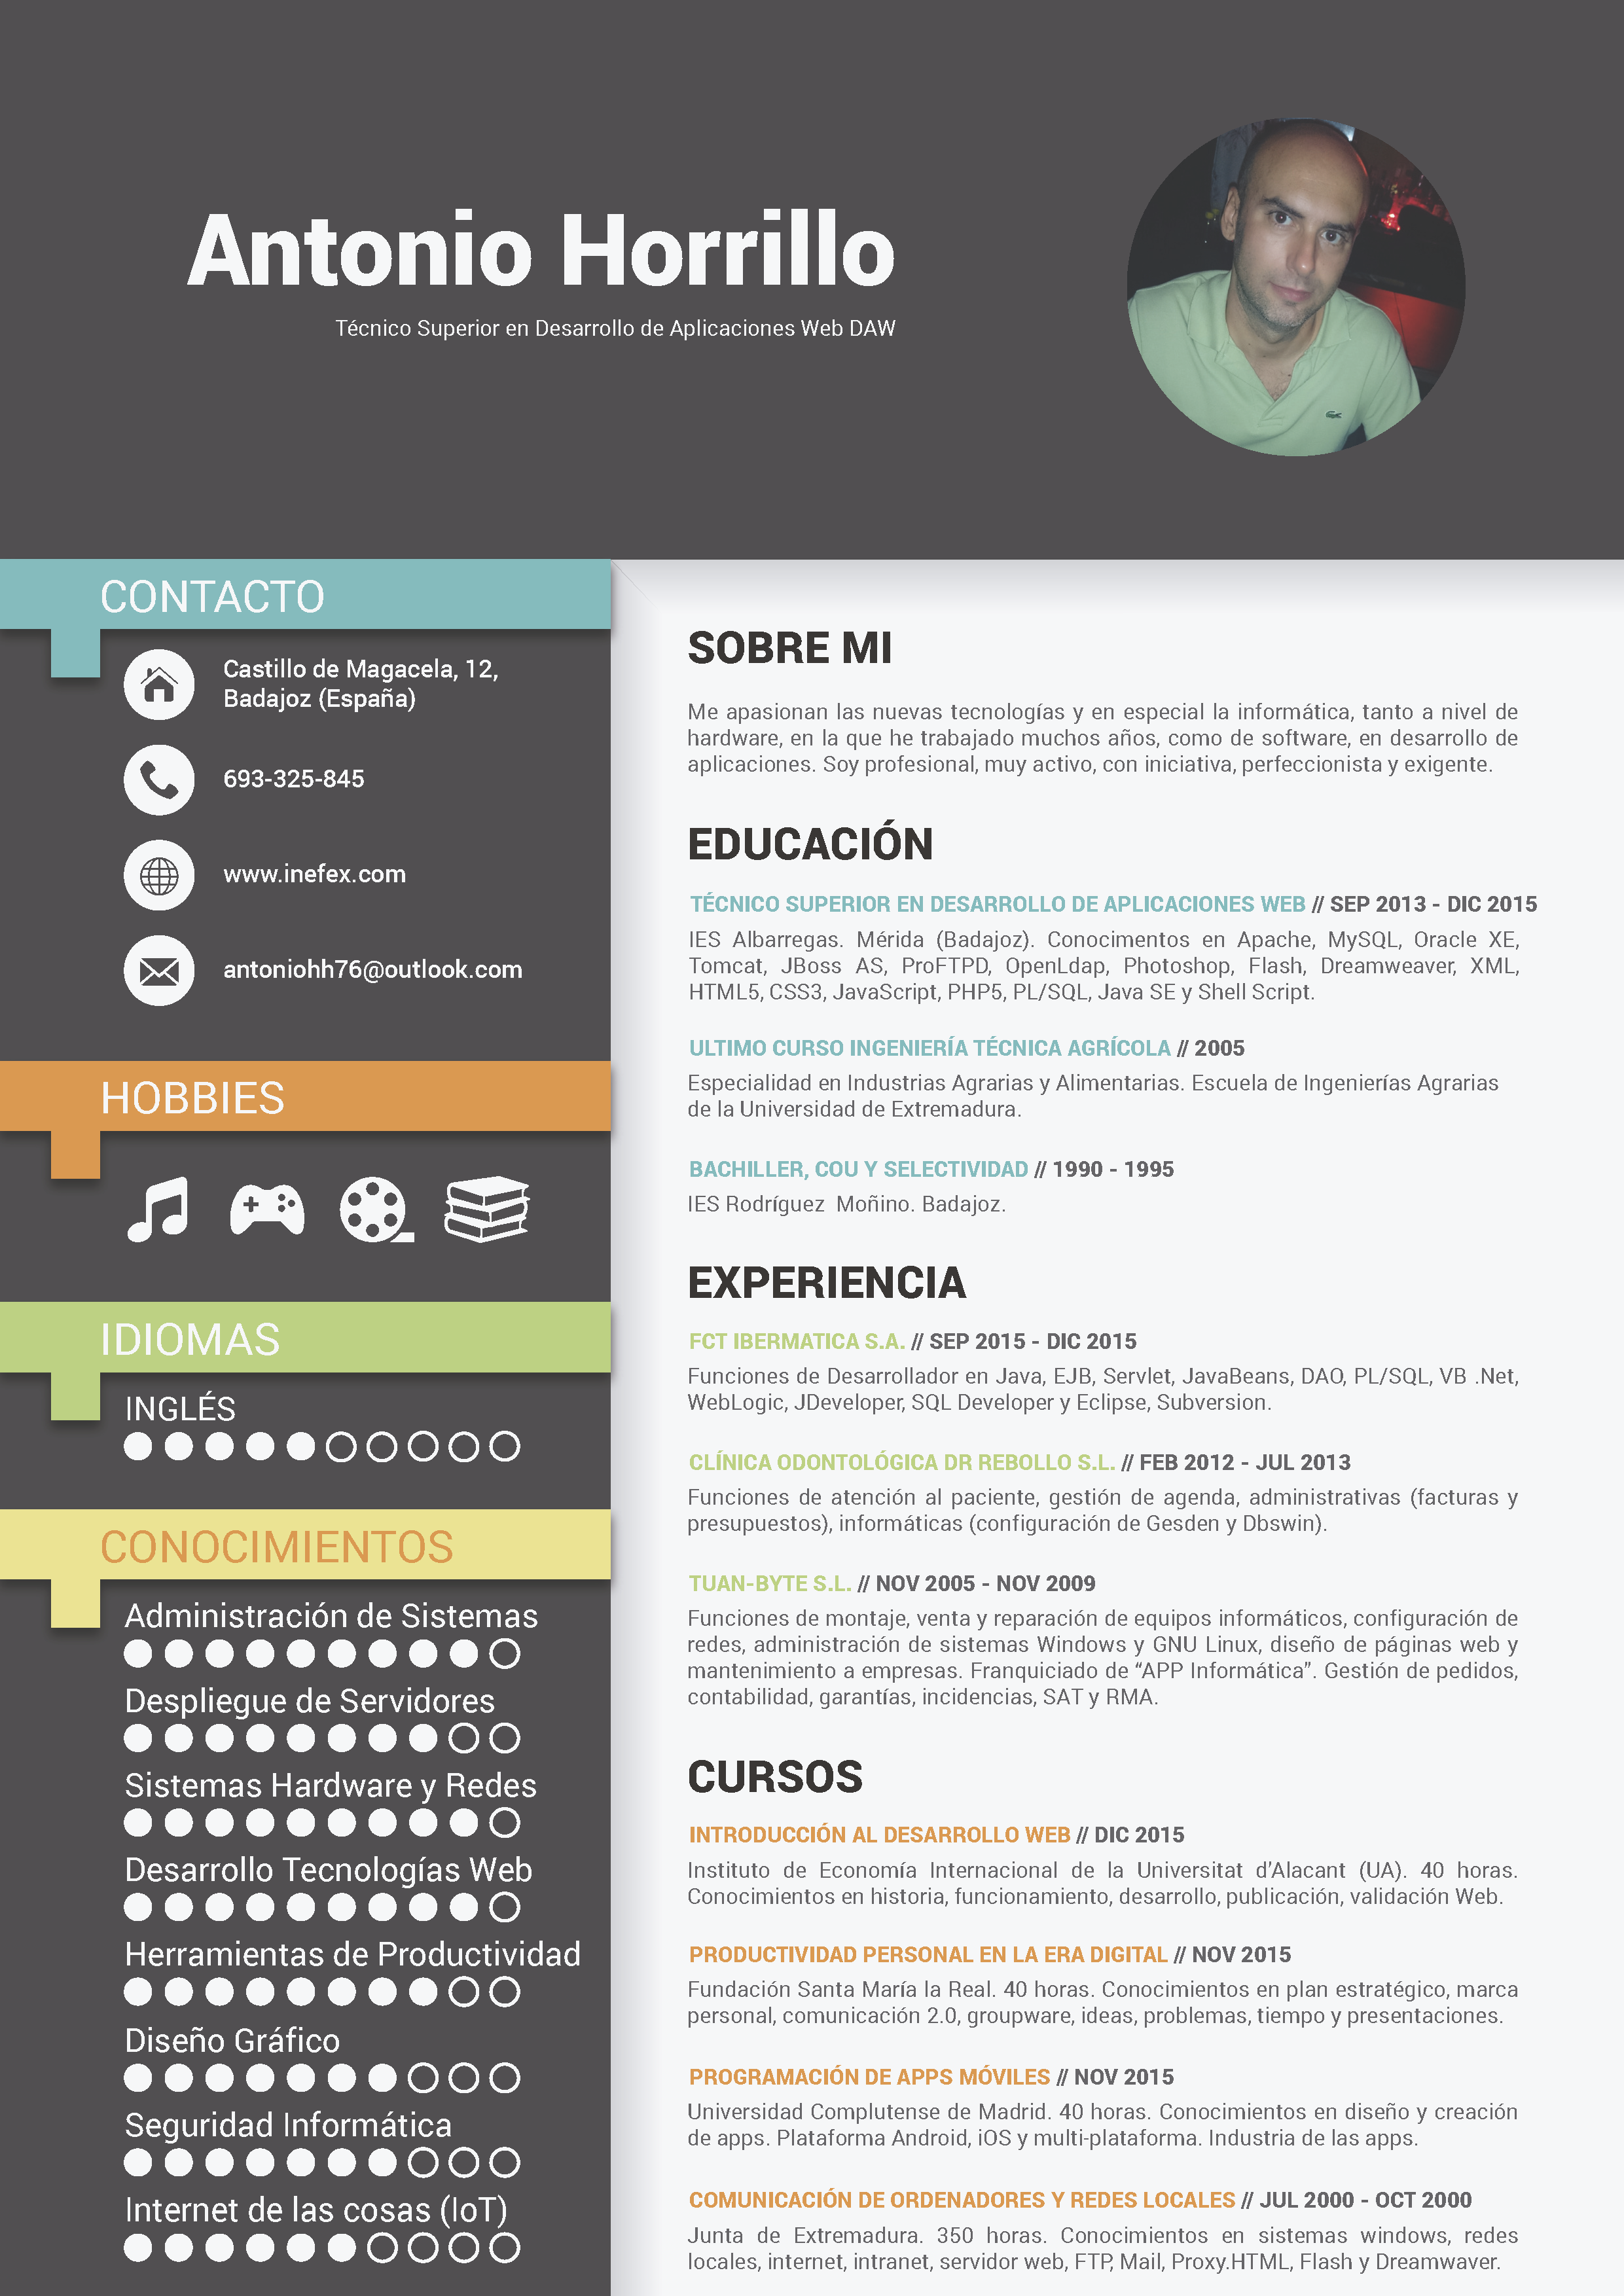 Antonio Horrillo
Técnico Superior en Desarrollo de Aplicaciones Web DAW
CONTACTO
Castillo de Magacela, 12,
Badajoz (España)
693-325-845
www.inefex.com
antoniohh76@outlook.com
HOBBIES
IDIOMAS
INGLÉS
CONOCIMIENTOS
Administración de Sistemas
Despliegue de Servidores
Sistemas Hardware y Redes
Desarrollo Tecnologías Web
Herramientas de Productividad
Diseño Gráfico
Seguridad Informática
Internet de las cosas (IoT)
SOBRE MI
Me apasionan las nuevas tecnologías y en especial la informática, tanto a nivel de
hardware, en la que he trabajado muchos años, como de software, en desarrollo de
aplicaciones. Soy profesional, muy activo, con iniciativa, perfeccionista y exigente.
EDUCACIÓN
TÉCNICO SUPERIOR EN DESARROLLO DE APLICACIONES WEB // SEP 2013 - DIC 2015
IES Albarregas. Mérida (Badajoz). Conocimentos en Apache, MySQL, Oracle XE,
Tomcat, JBoss AS, ProFTPD, OpenLdap, Photoshop, Flash, Dreamweaver, XML,
HTML5, CSS3, JavaScript, PHP5, PL/SQL, Java SE y Shell Script.
ULTIMO CURSO INGENIERÍA TÉCNICA AGRÍCOLA // 2005
Especialidad en Industrias Agrarias y Alimentarias. Escuela de Ingenierías Agrarias
de la Universidad de Extremadura.
BACHILLER, COU Y SELECTIVIDAD // 1990 - 1995
IES Rodríguez Moñino. Badajoz.
EXPERIENCIA
FCT IBERMATICA S.A. // SEP 2015 - DIC 2015
Funciones de Desarrollador en Java, EJB, Servlet, JavaBeans, DAO, PL/SQL, VB .Net,
WebLogic, JDeveloper, SQL Developer y Eclipse, Subversion.
CLÍNICA ODONTOLÓGICA DR REBOLLO S.L. // FEB 2012 - JUL 2013
Funciones de atención al paciente, gestión de agenda, administrativas (facturas y
presupuestos), informáticas (configuración de Gesden y Dbswin).
TUAN-BYTE S.L. // NOV 2005 - NOV 2009
Funciones de montaje, venta y reparación de equipos informáticos, configuración de
redes, administración de sistemas Windows y GNU Linux, diseño de páginas web y
mantenimiento a empresas. Franquiciado de “APP Informática”. Gestión de pedidos,
contabilidad, garantías, incidencias, SAT y RMA.
CURSOS
INTRODUCCIÓN AL DESARROLLO WEB // DIC 2015
Instituto de Economía Internacional de la Universitat d’Alacant (UA). 40 horas.
Conocimientos en historia, funcionamiento, desarrollo, publicación, validación Web.
PRODUCTIVIDAD PERSONAL EN LA ERA DIGITAL // NOV 2015
Fundación Santa María la Real. 40 horas. Conocimientos en plan estratégico, marca
personal, comunicación 2.0, groupware, ideas, problemas, tiempo y presentaciones.
PROGRAMACIÓN DE APPS MÓVILES // NOV 2015
Universidad Complutense de Madrid. 40 horas. Conocimientos en diseño y creación
de apps. Plataforma Android, iOS y multi-plataforma. Industria de las apps.
COMUNICACIÓN DE ORDENADORES Y REDES LOCALES // JUL 2000 - OCT 2000
Junta de Extremadura. 350 horas. Conocimientos en sistemas windows, redes
locales, internet, intranet, servidor web, FTP, Mail, Proxy.HTML, Flash y Dreamwaver.